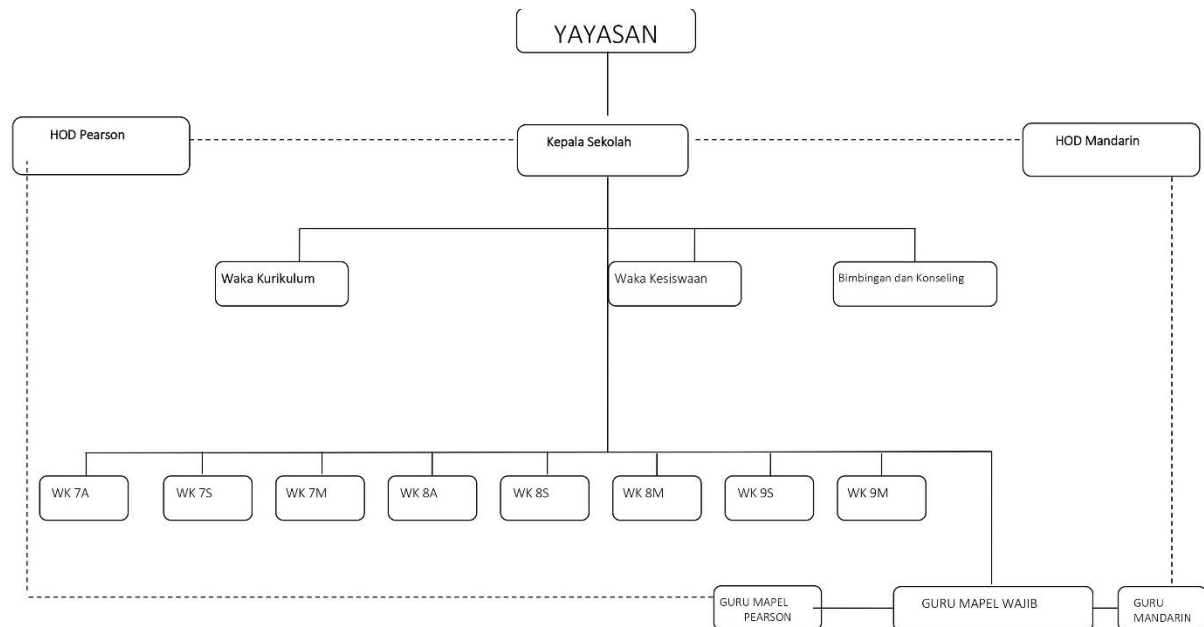 YAYASAN
HOD Pearson
Kepala Sekolah
HOD Mandarin
Waka Kurikulum
Waka Kesiswaan
Bimbingan dan Konseling
WK 7A
WK 7S
WK 7M
WK 8A
WK 8S
WK 8M
WK 9S
WK 9M
GURU MAPEL
PEARSON
GURU MAPEL WAJIB
GURU
MANDARIN